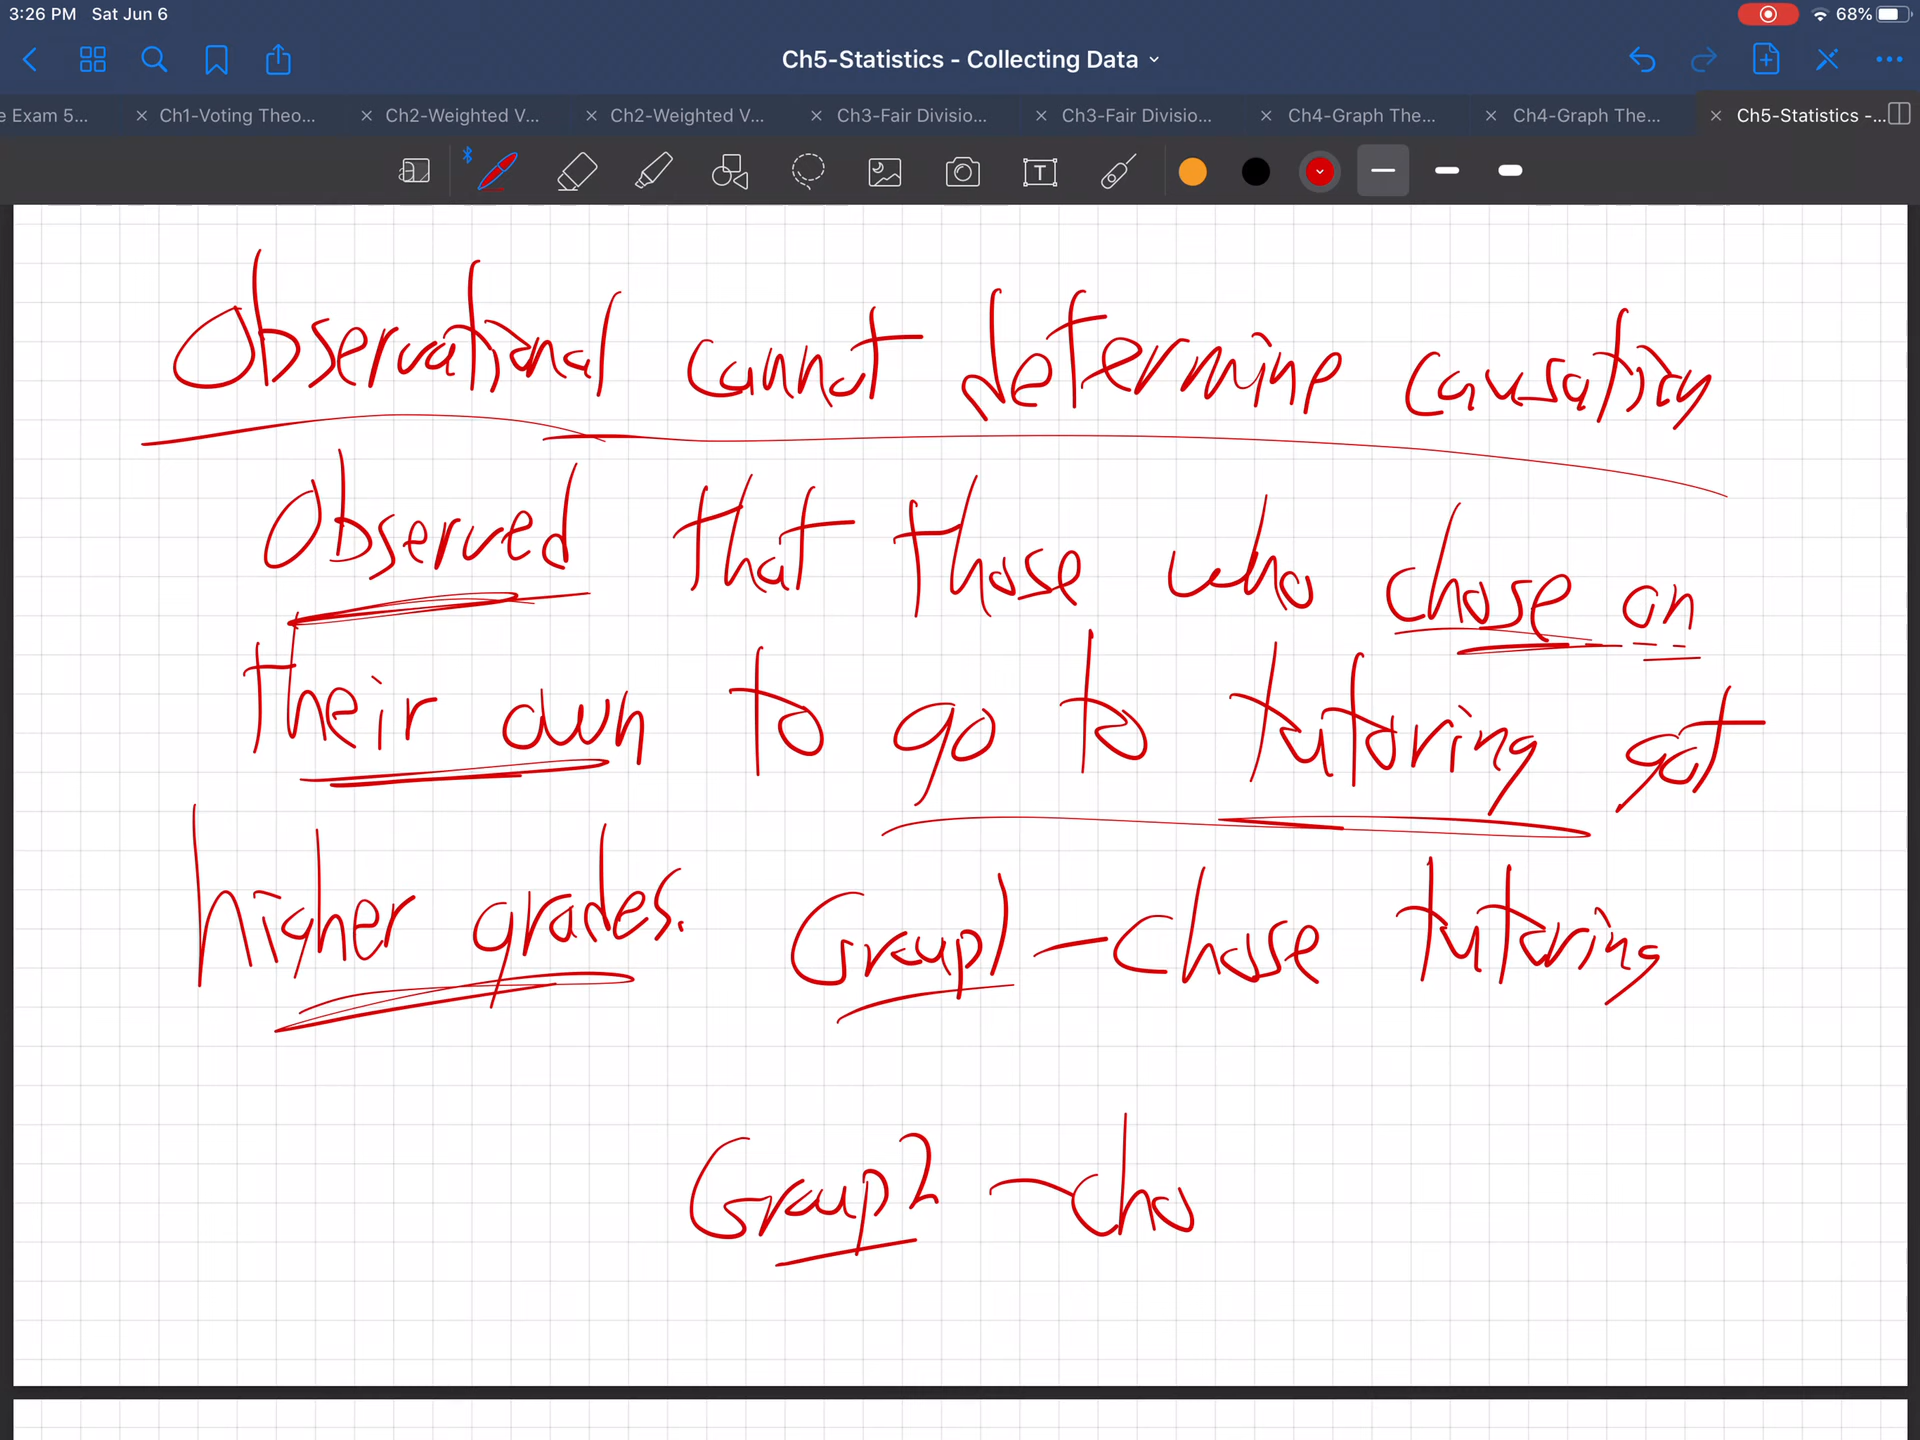 3:26 PM Sat Jun 6 68%
Ch5-Statistics - Collecting Data
e Exam 5... Ch1-Voting Theo... Ch2-Weighted V... Ch2-Weighted V... Ch3-Fair Divisio... Ch3-Fair Divisio... Ch4-Graph The... Ch4-Graph The... Ch5-Statistics -...
T
Observational cannot determine causation
Observed that those who chose on
their own to go to tutoring got
higher grades. Group1 - Chose tutoring
Group2 - cho